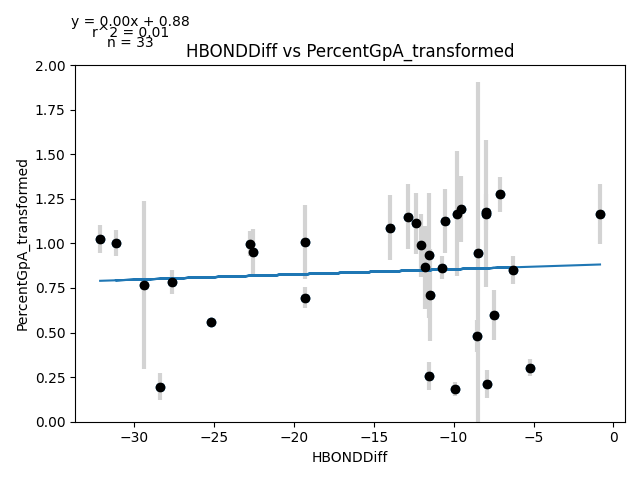 y = 0.00x + 0.88
r^2 = 0.01
n = 33
HBONDDiff vs PercentGpA_transformed
2.00
1.75
1.50
1.25
1.00
0.75
0.50
0.25
0.00
PercentGpA_transformed
−30 −25 −20 −15 −10 −5 0
HBONDDiff